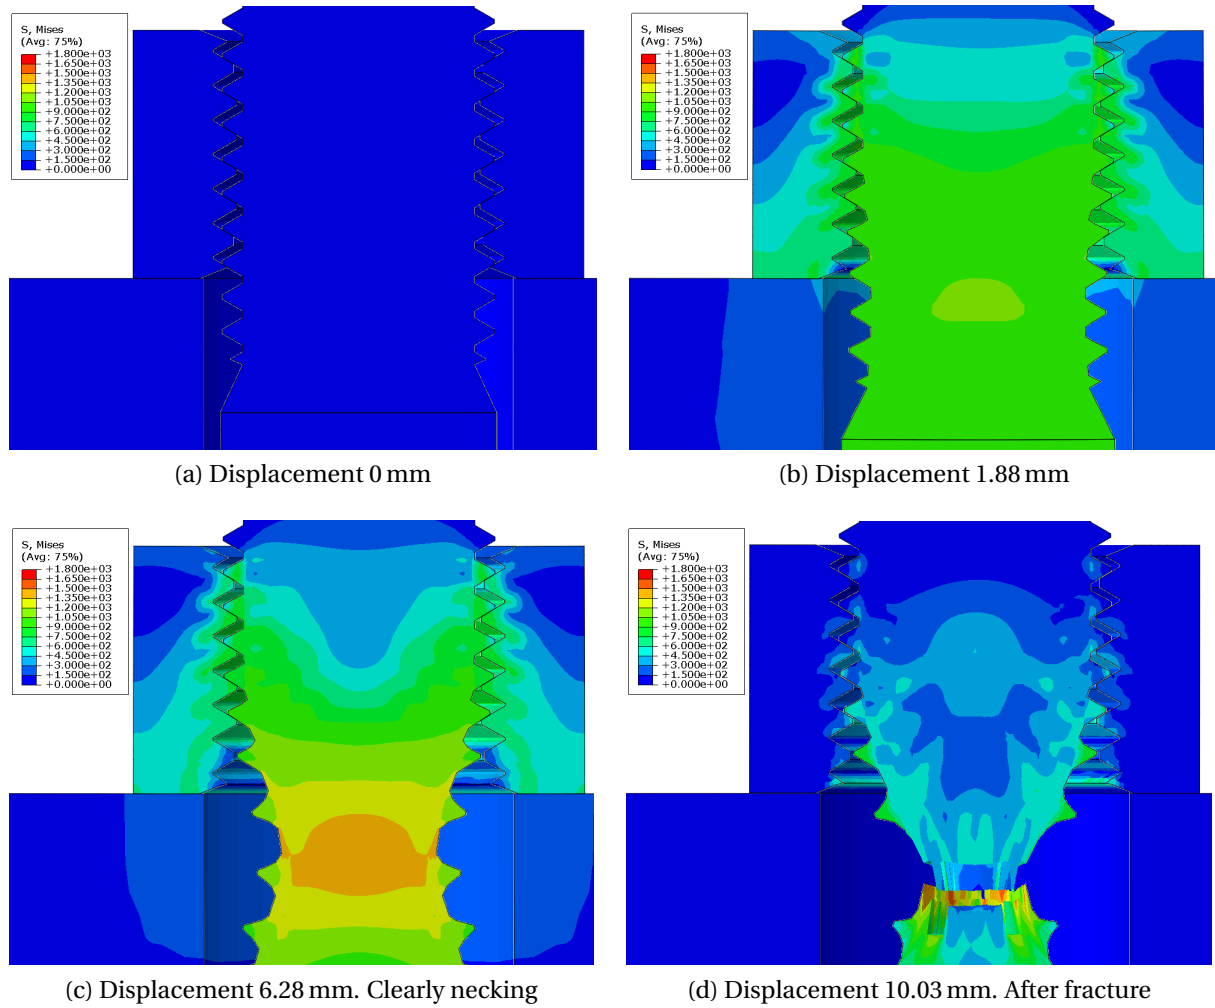 S, Mises
(Avg: 75%)
+1.800e+03
+1.650e+03
+1.500e+03
+1.350e+03
+1.200e+03
+1.050e+03
+9.000e+02
+7.500e+02
+6.000e+02
+4.500e+02
+3.000e+02
+1.500e+02
+0.000e+00
S, Mises
(Avg: 75%)
+1.800e+03
+1.650e+03
+1.500e+03
+1.350e+03
+1.200e+03
+1.050e+03
+9.000e+02
+7.500e+02
+6.000e+02
+4.500e+02
+3.000e+02
+1.500e+02
+0.000e+00
(a) Displacement 0 mm
(b) Displacement 1.88 mm
S, Mises
(Avg: 75%)
+1.800e+03
+1.650e+03
+1.500e+03
+1.350e+03
+1.200e+03
+1.050e+03
+9.000e+02
+7.500e+02
+6.000e+02
+4.500e+02
+3.000e+02
+1.500e+02
+0.000e+00
S, Mises
(Avg: 75%)
+1.800e+03
+1.650e+03
+1.500e+03
+1.350e+03
+1.200e+03
+1.050e+03
+9.000e+02
+7.500e+02
+6.000e+02
+4.500e+02
+3.000e+02
+1.500e+02
+0.000e+00
(c) Displacement 6.28 mm. Clearly necking
(d) Displacement 10.03 mm. After fracture